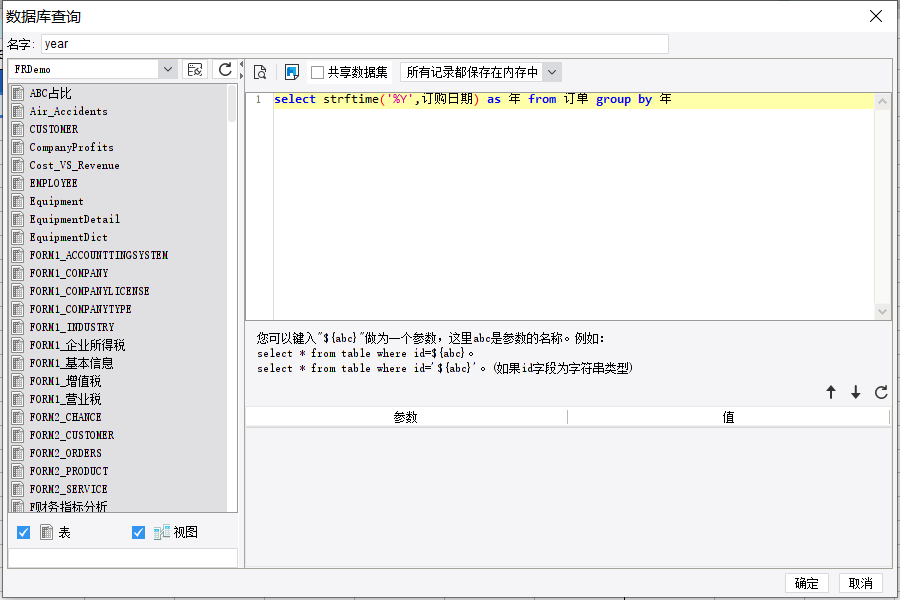 数据库查询
名字: year
FRDemo
共享数据集
所有记录都保存在内存中
ABC占比
Air_Accidents
CUSTOMER
CompanyProfits
Cost_VS_Revenue
EMPLOYEE
Equipment
EquipmentDetail
EquipmentDict
FORM1_ACCOUNTTINGSYSTEM
FORM1_COMPANY
FORM1_COMPANYLICENSE
FORM1_COMPANYTYPE
FORM1_INDUSTRY
FORM1_企业所得税
FORM1_基本信息
FORM1_增值税
FORM1_营业税
FORM2_CHANCE
FORM2_CUSTOMER
FORM2_ORDERS
FORM2_PRODUCT
FORM2_SERVICE
F财务指标分析
表
视图
1 select strftime('%Y',订购日期) as 年 from 订单 group by 年
您可以键入"${abc}"做为一个参数，这里abc是参数的名称。例如：
select * from table where id=${abc}。
select * from table where id='${abc}'。(如果id字段为字符串类型)
参数 值
确定 取消